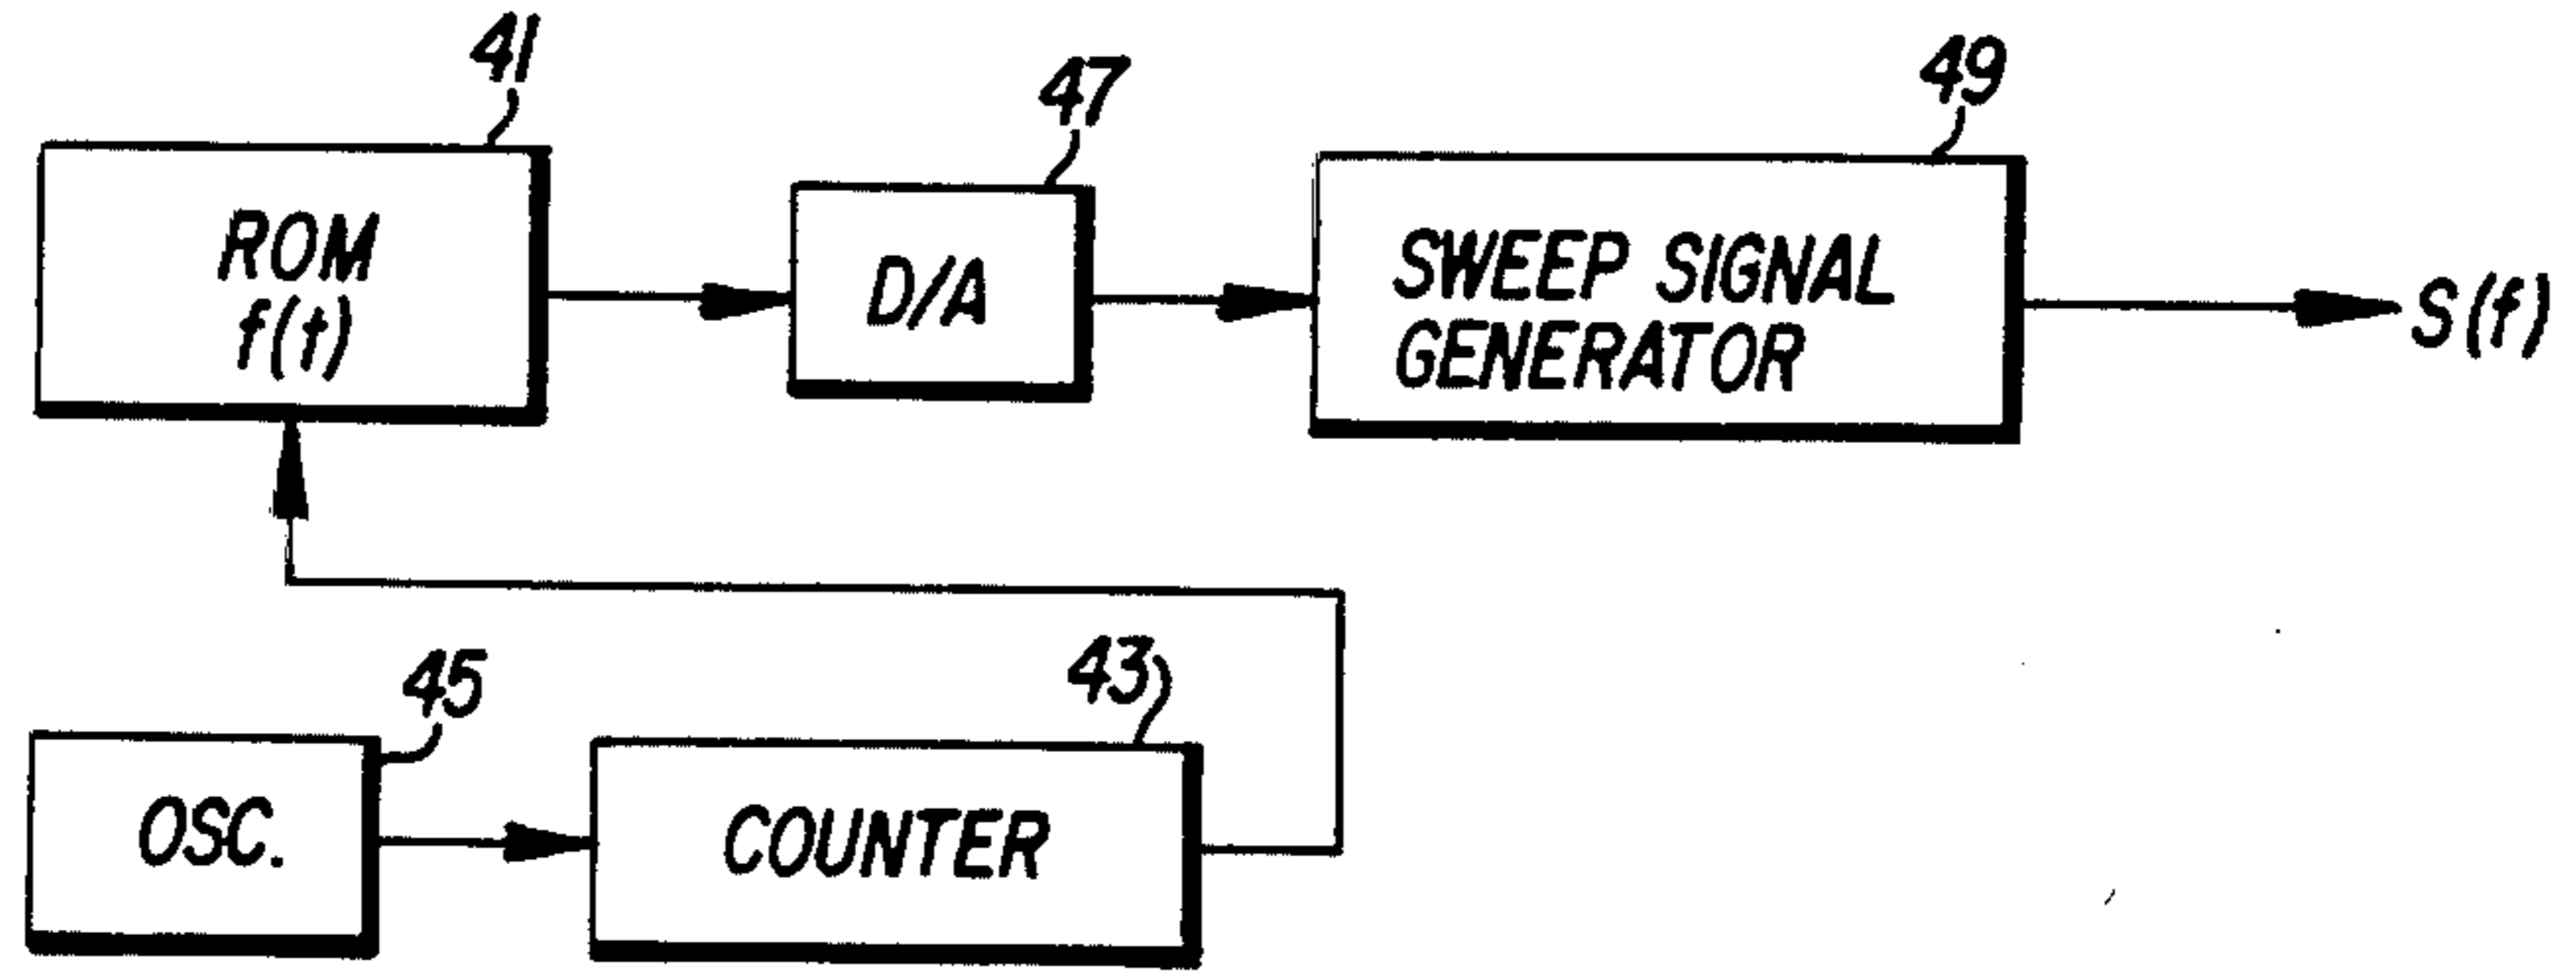 41
47
49
ROM
f(t)
D/A
SWEEP SIGNAL
GENERATOR
S(f)
45
43
OSC.
COUNTER